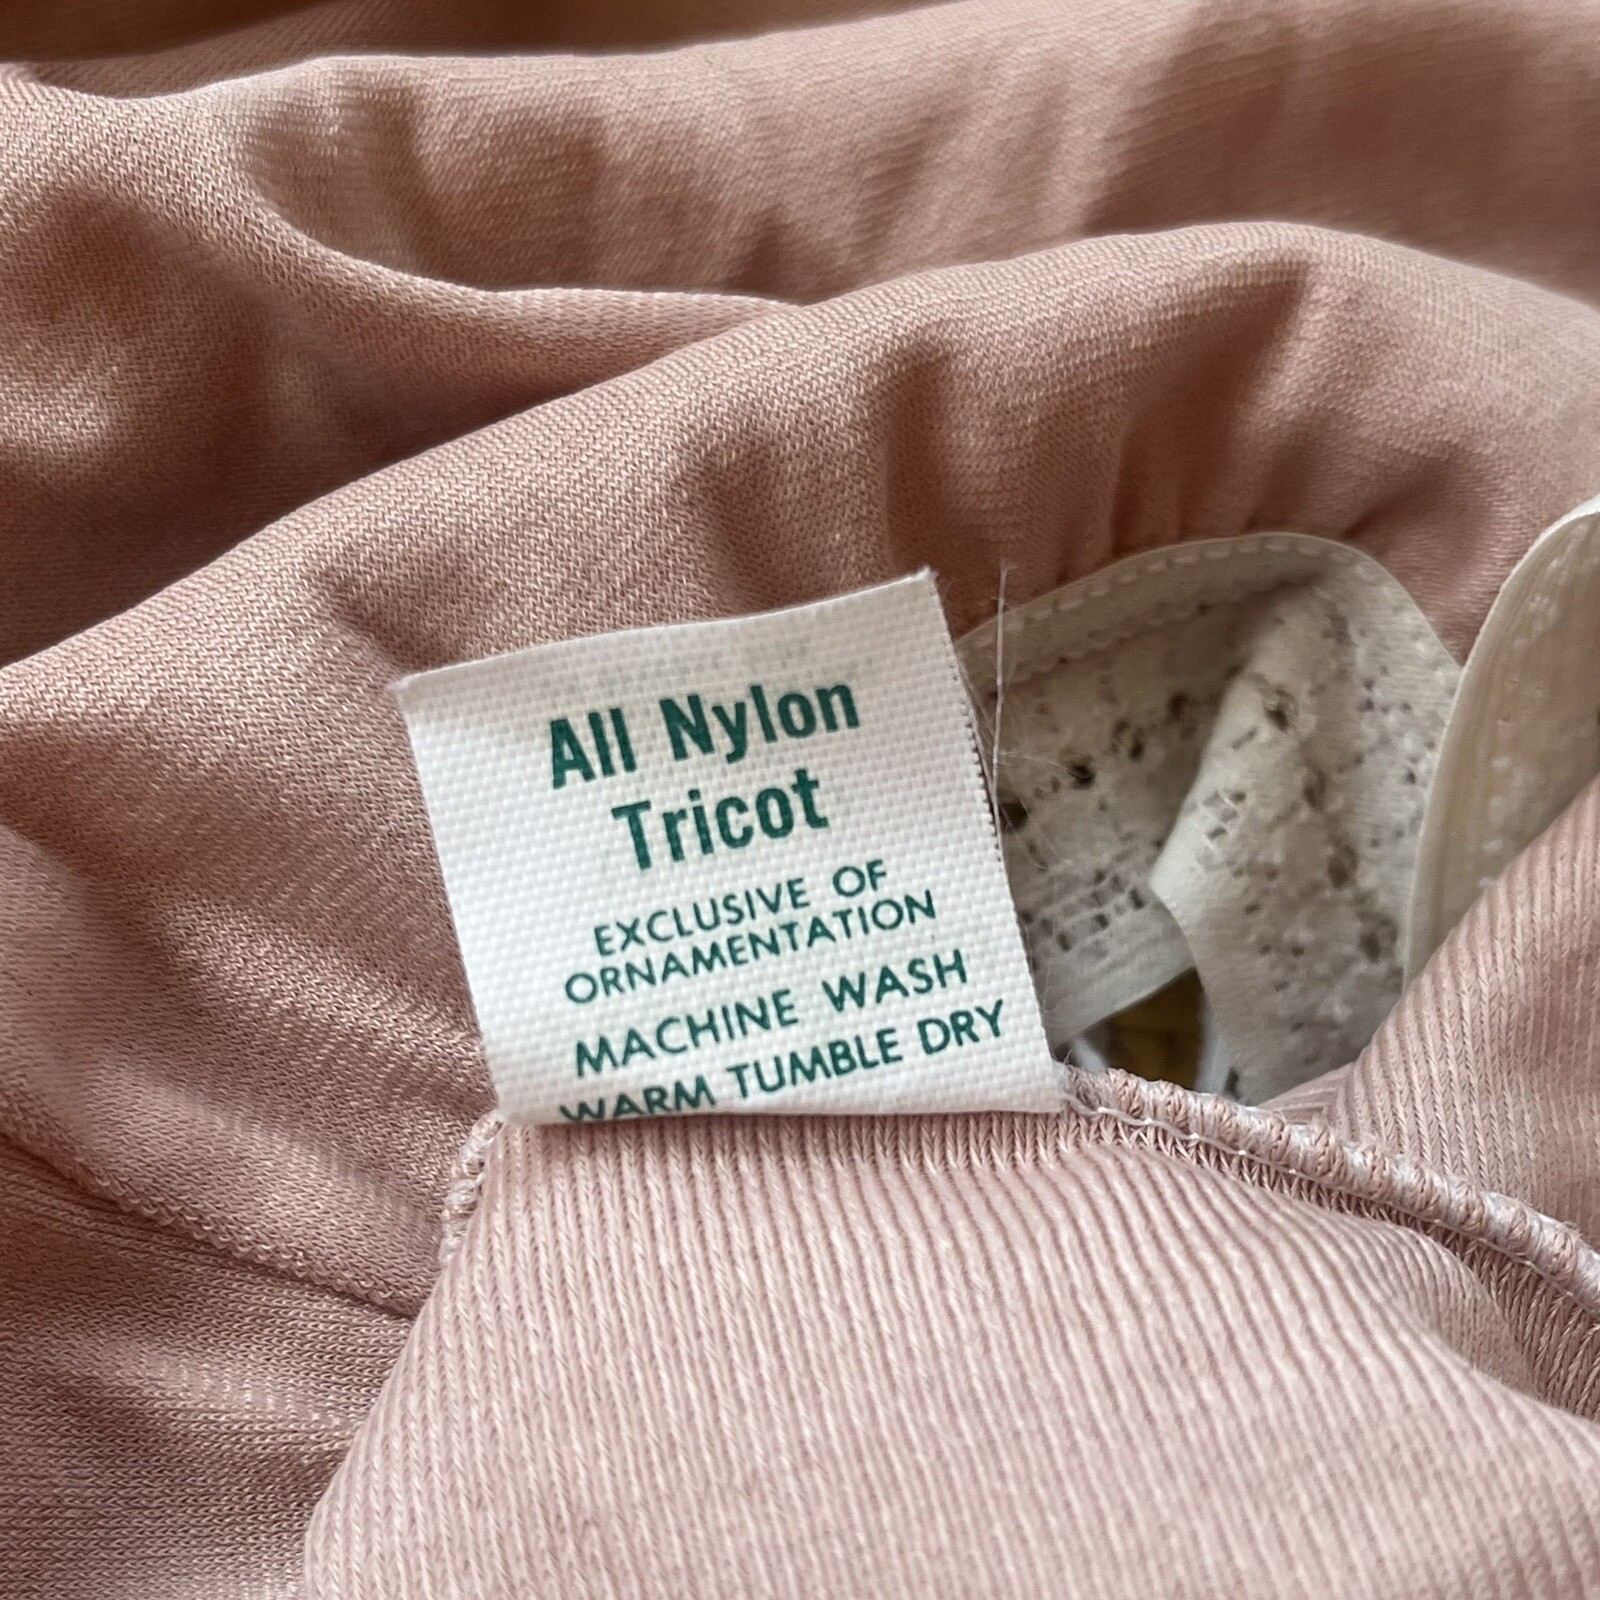 All Nylon
Tricot
EXCLUSIVE OF
ORNAMENTATION
MACHINE WASH
WARM TUMBLE DRY